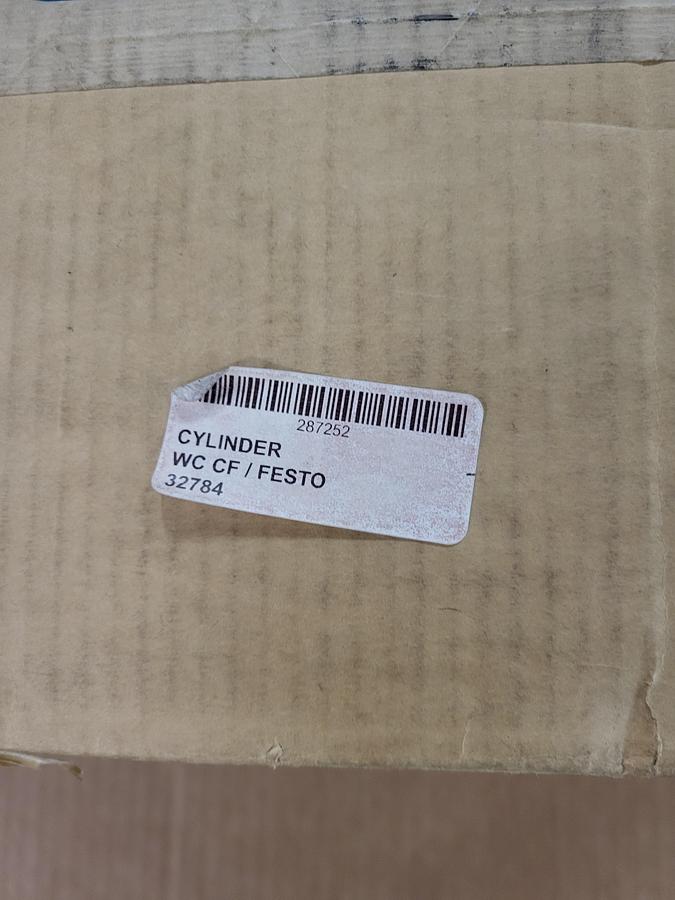 287252
CYLINDER
WC CF / FESTO
32784